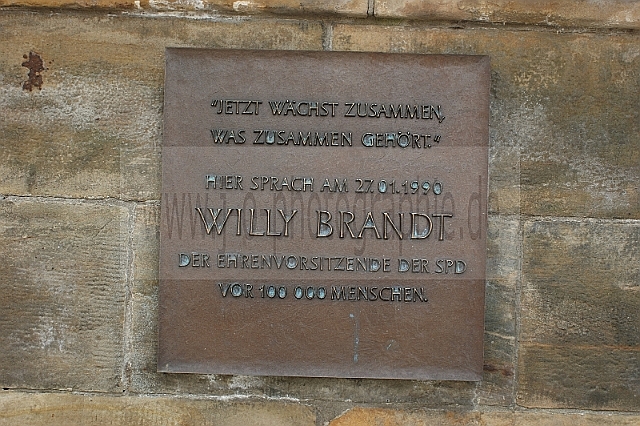 "JETZT WÄCHST ZUSAMMEN,
WAS ZUSAMMEN GEHÖRT."
HIER SPRACH AM 27.01.1990
WILLY BRANDT
DER EHRENVORSITZENDE DER SPD
VOR 100 000 MENSCHEN.